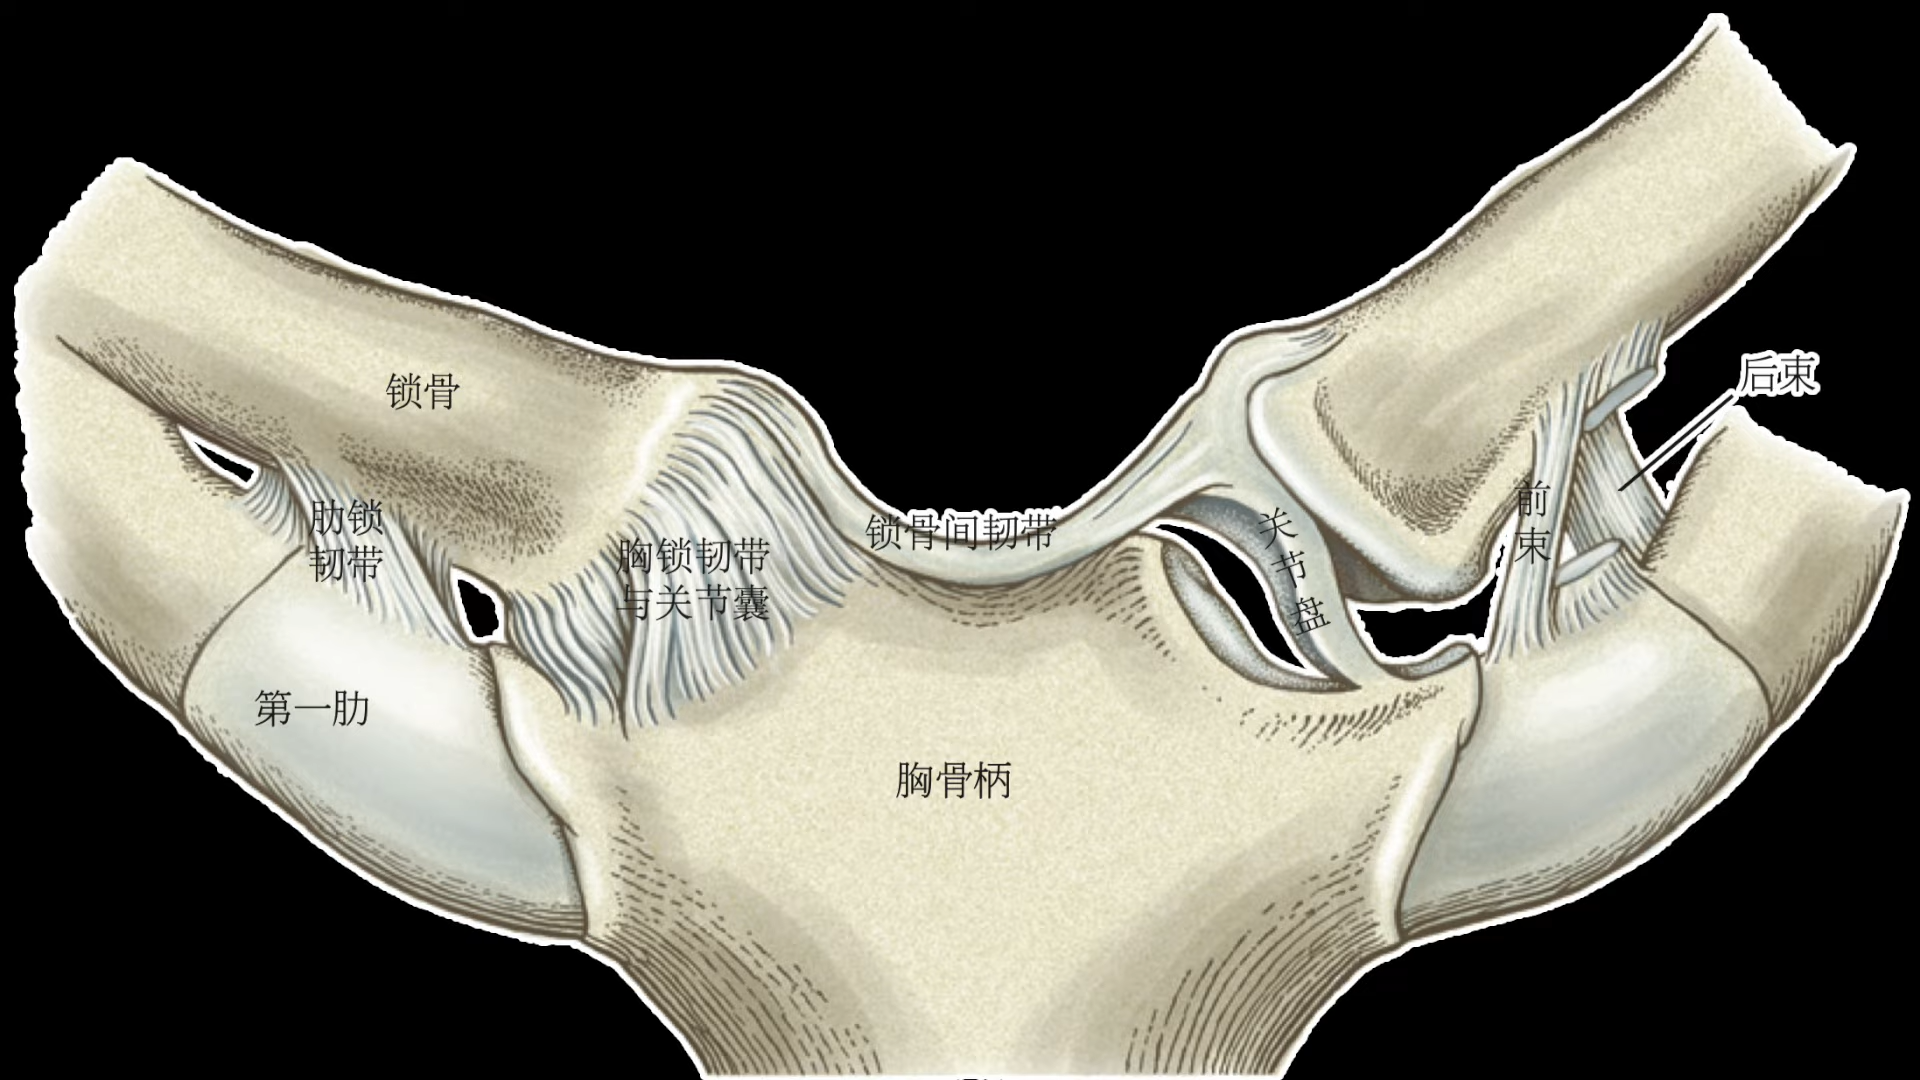 后束
锁骨
肋锁
韧带
胸锁韧带
与关节囊
锁骨间韧带
关节盘
前束
第一肋
胸骨柄